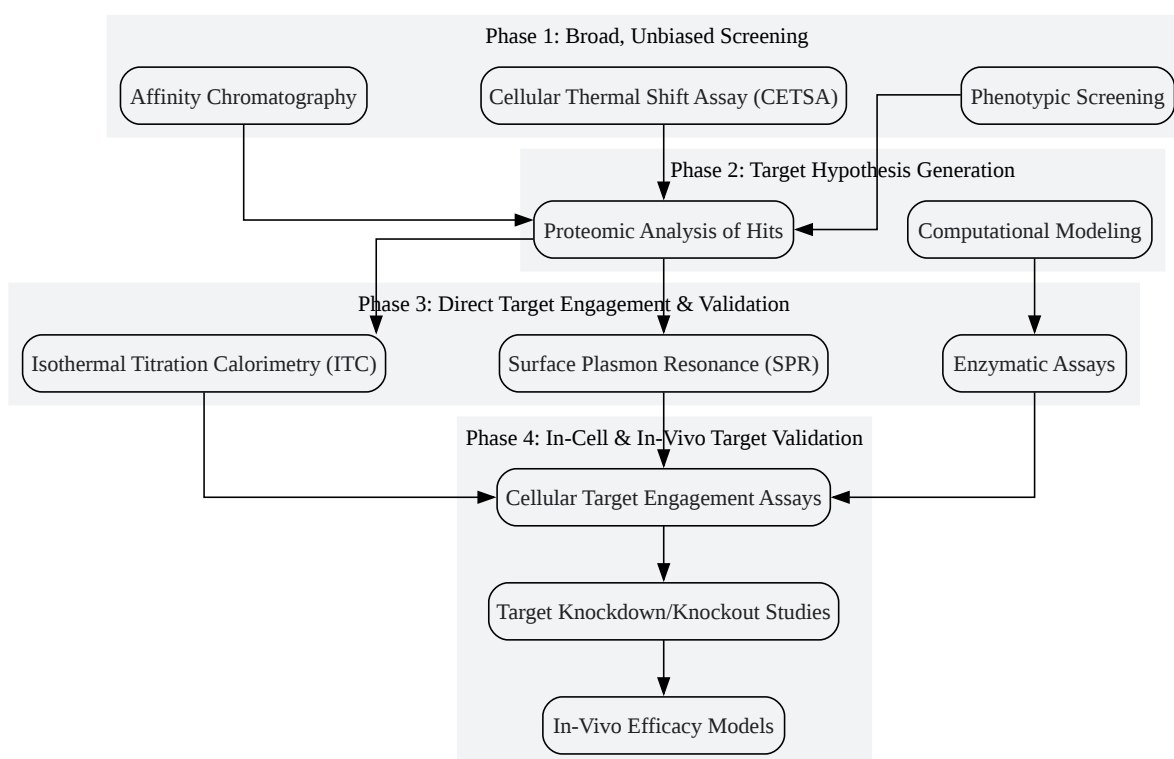 Phase 1: Broad, Unbiased Screening
Affinity Chromatography
Cellular Thermal Shift Assay (CETSA)
Phenotypic Screening
Phase 2: Target Hypothesis Generation
Proteomic Analysis of Hits
Computational Modeling
Phase 3: Direct Target Engagement & Validation
Isothermal Titration Calorimetry (ITC)
Surface Plasmon Resonance (SPR)
Enzymatic Assays
Phase 4: In-Cell & In-Vivo Target Validation
Cellular Target Engagement Assays
Target Knockdown/Knockout Studies
In-Vivo Efficacy Models